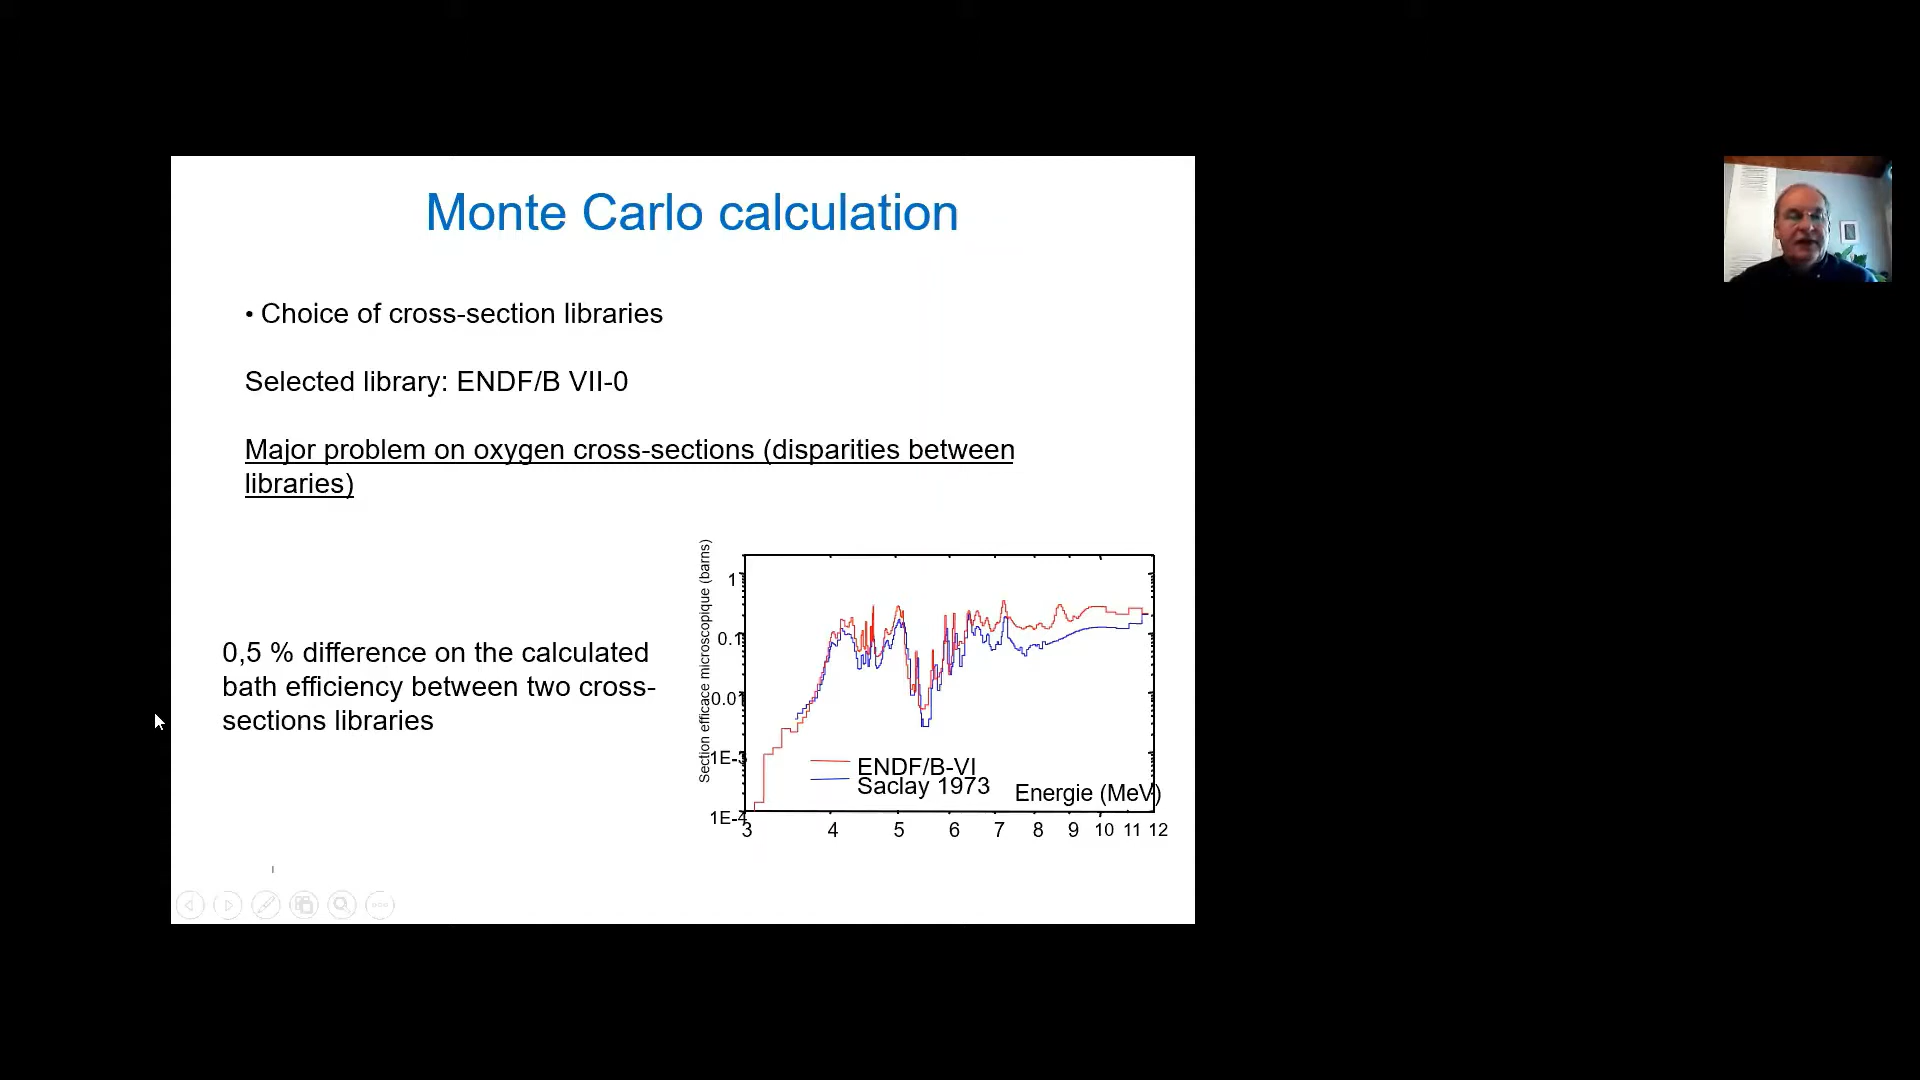 Monte Carlo calculation
• Choice of cross-section libraries
Selected library: ENDF/B VII-0
Major problem on oxygen cross-sections (disparities between
libraries)
0,5 % difference on the calculated
bath efficiency between two cross-
sections libraries
Section efficace microscopique (barns)
1
0.1
0.01
1E-3
1E-4
ENDF/B-VI
Saclay 1973
Energie (MeV)
3 4 5 6 7 8 9 10 11 12